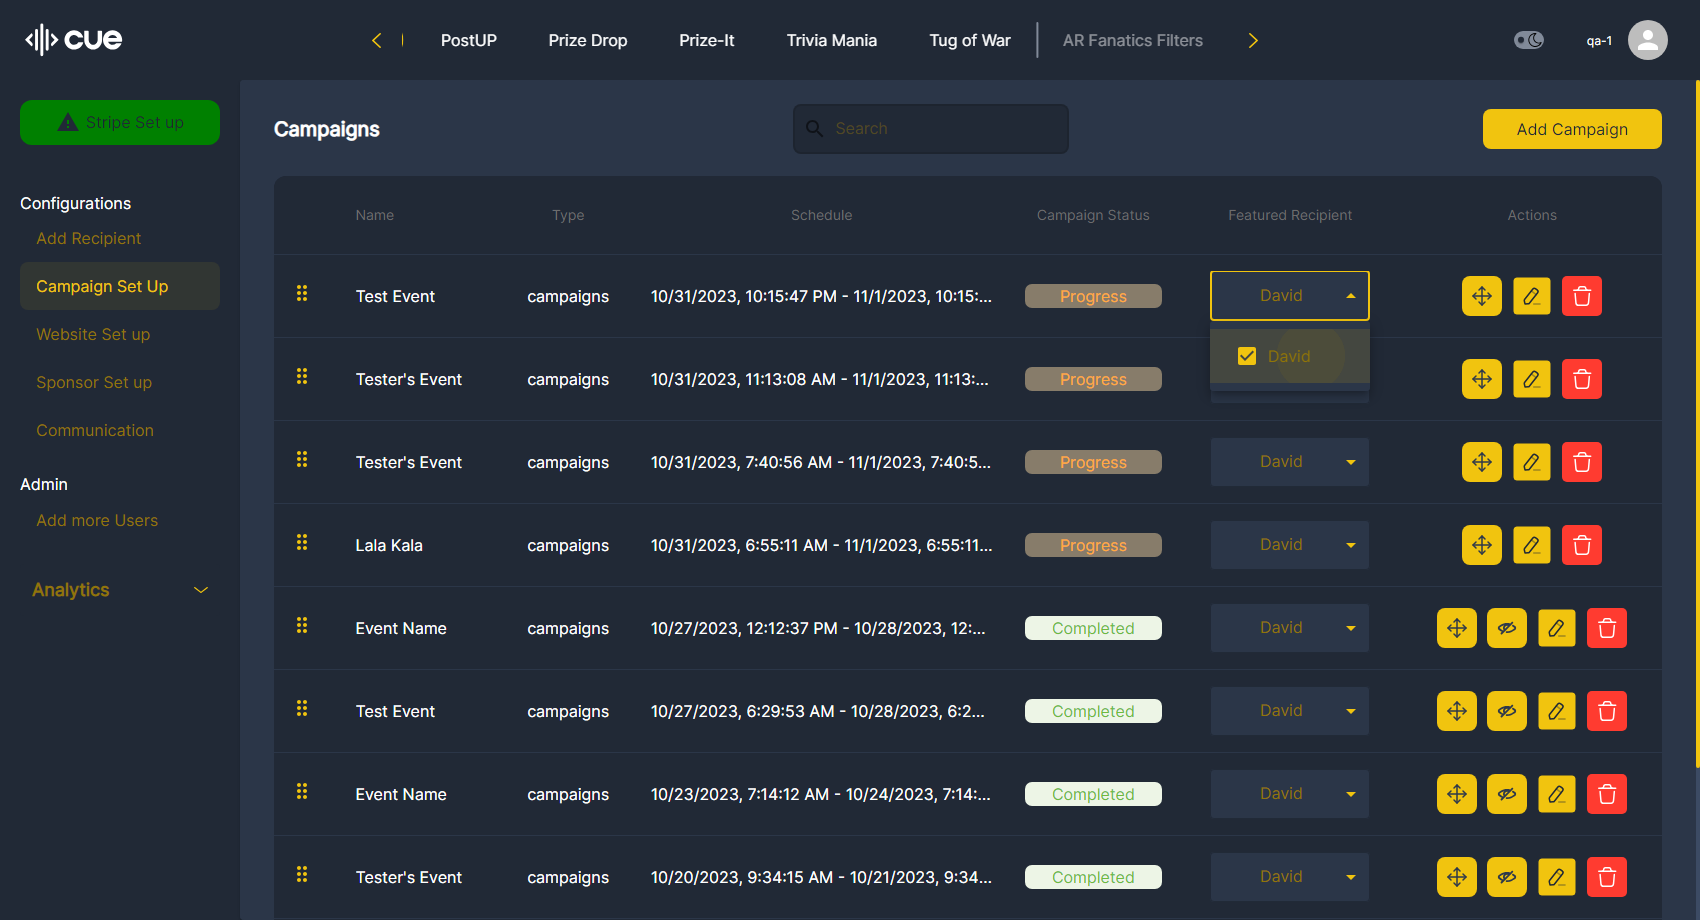 cue
PostUP
Prize Drop
Prize-It
Trivia Mania
Tug of War
AR Fanatics Filters
qa-1
Stripe Set up
Configurations
Add Recipient
Campaign Set Up
Website Set up
Sponsor Set up
Communication
Admin
Add more Users
Analytics
Campaigns
Search
Add Campaign
Name Type Schedule Campaign Status Featured Recipient Actions
Test Event campaigns 10/31/2023, 10:15:47 PM - 11/1/2023, 10:15:... Progress David
David
Tester's Event campaigns 10/31/2023, 11:13:08 AM - 11/1/2023, 11:13:... Progress
Tester's Event campaigns 10/31/2023, 7:40:56 AM - 11/1/2023, 7:40:5... Progress David
Lala Kala campaigns 10/31/2023, 6:55:11 AM - 11/1/2023, 6:55:11... Progress David
Event Name campaigns 10/27/2023, 12:12:37 PM - 10/28/2023, 12:... Completed David
Test Event campaigns 10/27/2023, 6:29:53 AM - 10/28/2023, 6:2... Completed David
Event Name campaigns 10/23/2023, 7:14:12 AM - 10/24/2023, 7:14:... Completed David
Tester's Event campaigns 10/20/2023, 9:34:15 AM - 10/21/2023, 9:34... Completed David